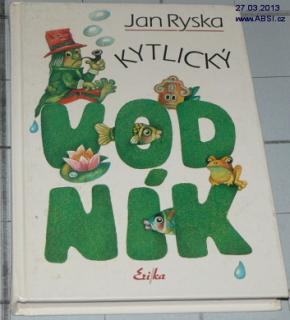 27.03.2013
www.ABSI.cz
Jan Ryska
KYTLICKÝ
VOD
NÍK
Erika